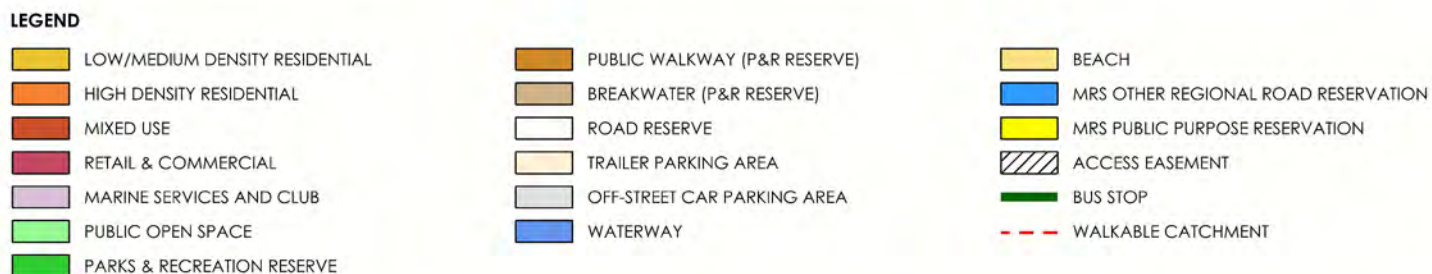 LEGEND
LOW/MEDIUM DENSITY RESIDENTIAL
HIGH DENSITY RESIDENTIAL
MIXED USE
RETAIL & COMMERCIAL
MARINE SERVICES AND CLUB
PUBLIC OPEN SPACE
PARKS & RECREATION RESERVE
PUBLIC WALKWAY (P&R RESERVE)
BREAKWATER (P&R RESERVE)
ROAD RESERVE
TRAILER PARKING AREA
OFF-STREET CAR PARKING AREA
WATERWAY
BEACH
MRS OTHER REGIONAL ROAD RESERVATION
MRS PUBLIC PURPOSE RESERVATION
ACCESS EASEMENT
BUS STOP
WALKABLE CATCHMENT